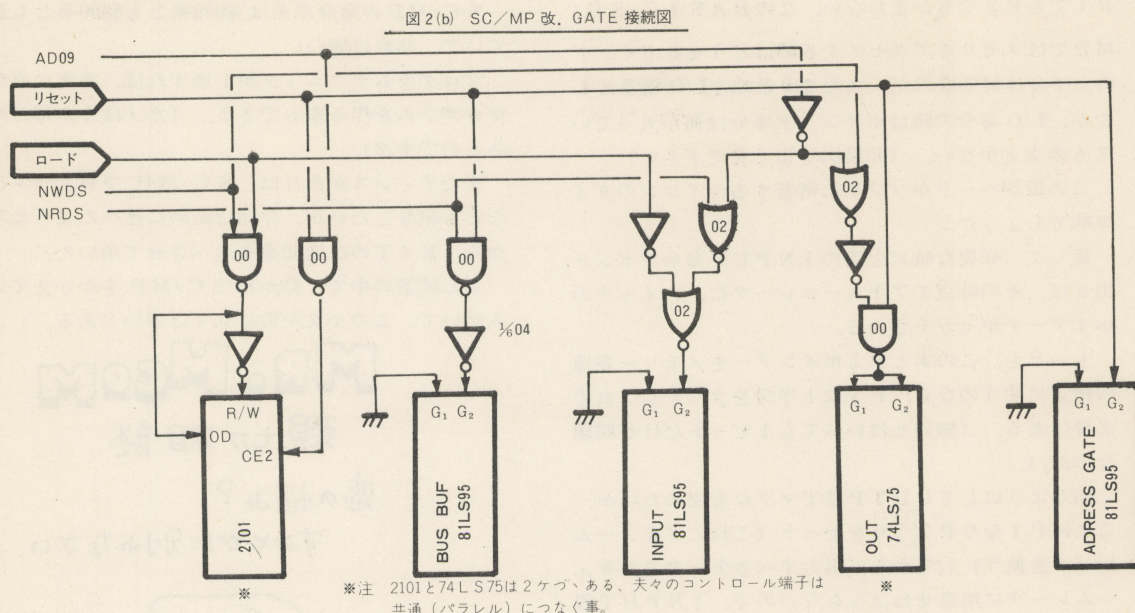 図2(b) SC／MP改．GATE接続図
AD09
リセット
ロード
NWDS
NRDS
00
00
00
02
02
02
00
1/6 04
R/W
OD
CE2
2101
※
G1 G2
BUS BUF
81LS95
G1 G2
INPUT
81LS95
G1 G2
OUT
74LS75
※
G1 G2
ADRESS GATE
81LS95
※注 2101と74LS75は2ケづゝある．夫々のコントロール端子は
共通（パラレル）につなぐ事。